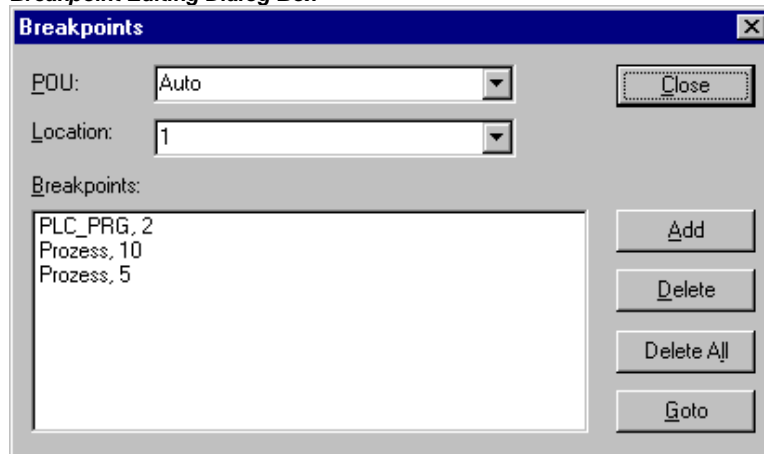 Breakpoint Editing Dialog Box
Breakpoints
POU: Auto Close
Location: 1
Breakpoints:
PLC_PRG, 2
Prozess, 10
Prozess, 5
Add
Delete
Delete All
Goto